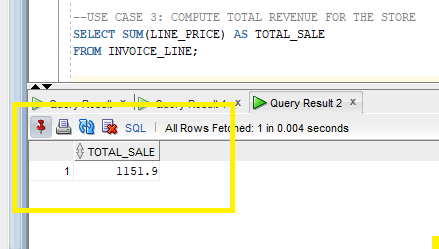 --USE CASE 3: COMPUTE TOTAL REVENUE FOR THE STORE
SELECT SUM(LINE_PRICE) AS TOTAL_SALE
FROM INVOICE_LINE;
Query Result x Query Result 1 x Query Result 2 x
SQL | All Rows Fetched: 1 in 0.004 seconds
TOTAL_SALE
1 1151.9